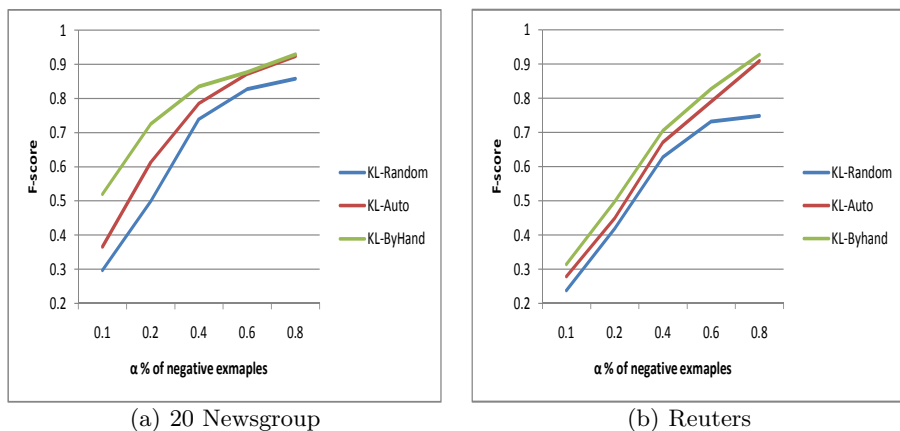 1
0.9
0.8
0.7
0.6
0.5
0.4
0.3
0.2
F-score
0.1 0.2 0.4 0.6 0.8
α % of negative exmaples
KL-Random
KL-Auto
KL-ByHand
(a) 20 Newsgroup
1
0.9
0.8
0.7
0.6
0.5
0.4
0.3
0.2
F-score
0.1 0.2 0.4 0.6 0.8
α % of negative exmaples
KL-Random
KL-Auto
KL-Byhand
(b) Reuters